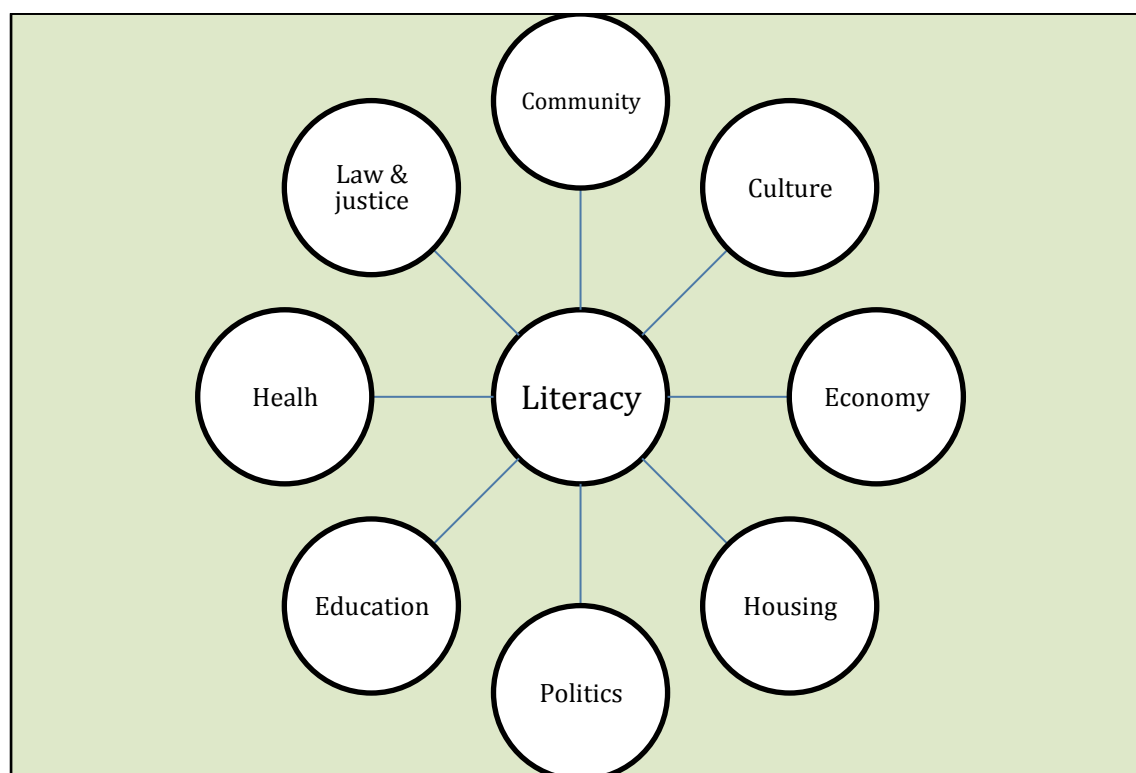 Community
Law &
justice
Culture
Healh
Literacy
Economy
Education
Housing
Politics